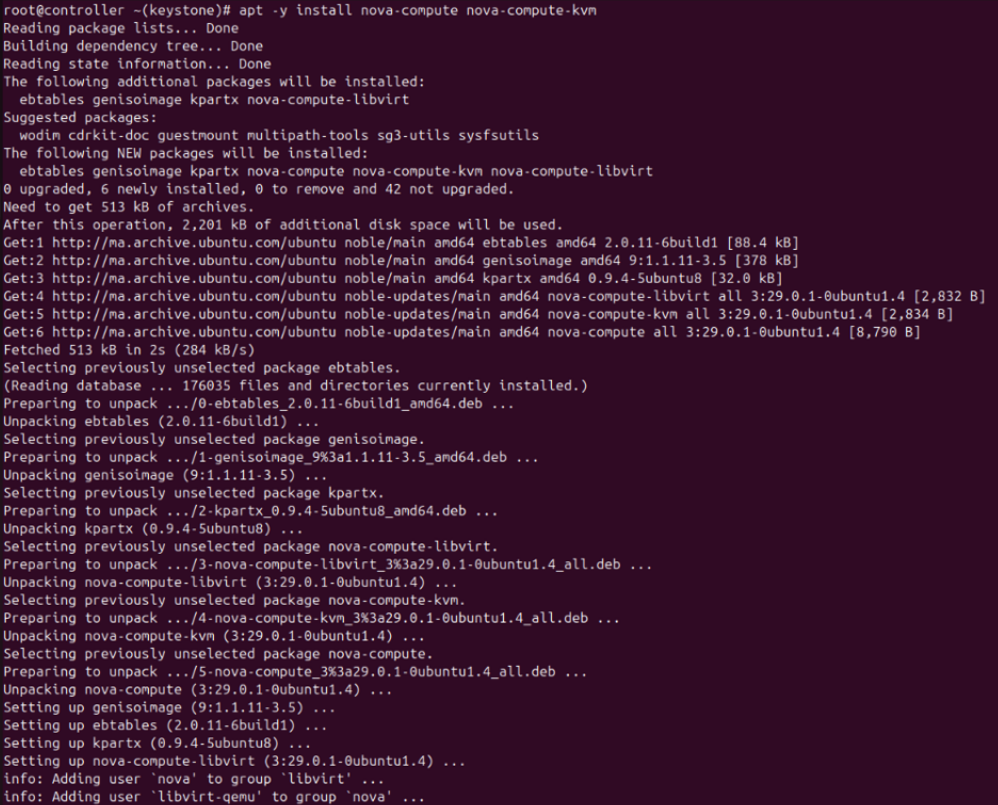 root@controller ~(keystone)# apt -y install nova-compute nova-compute-kvm
Reading package lists... Done
Building dependency tree... Done
Reading state information... Done
The following additional packages will be installed:
  ebtables genisoimage kpartx nova-compute-libvirt
Suggested packages:
  wodim cdrkit-doc guestmount multipath-tools sg3-utils sysfsutils
The following NEW packages will be installed:
  ebtables genisoimage kpartx nova-compute nova-compute-kvm nova-compute-libvirt
0 upgraded, 6 newly installed, 0 to remove and 42 not upgraded.
Need to get 513 kB of archives.
After this operation, 2,201 kB of additional disk space will be used.
Get:1 http://ma.archive.ubuntu.com/ubuntu noble/main amd64 ebtables amd64 2.0.11-6build1 [88.4 kB]
Get:2 http://ma.archive.ubuntu.com/ubuntu noble/main amd64 genisoimage amd64 9:1.1.11-3.5 [378 kB]
Get:3 http://ma.archive.ubuntu.com/ubuntu noble/main amd64 kpartx amd64 0.9.4-5ubuntu8 [32.0 kB]
Get:4 http://ma.archive.ubuntu.com/ubuntu noble-updates/main amd64 nova-compute-libvirt all 3:29.0.1-0ubuntu1.4 [2,832 B]
Get:5 http://ma.archive.ubuntu.com/ubuntu noble-updates/main amd64 nova-compute-kvm all 3:29.0.1-0ubuntu1.4 [2,834 B]
Get:6 http://ma.archive.ubuntu.com/ubuntu noble-updates/main amd64 nova-compute all 3:29.0.1-0ubuntu1.4 [8,790 B]
Fetched 513 kB in 2s (284 kB/s)
Selecting previously unselected package ebtables.
(Reading database ... 176035 files and directories currently installed.)
Preparing to unpack .../0-ebtables_2.0.11-6build1_amd64.deb ...
Unpacking ebtables (2.0.11-6build1) ...
Selecting previously unselected package genisoimage.
Preparing to unpack .../1-genisoimage_9%3a1.1.11-3.5_amd64.deb ...
Unpacking genisoimage (9:1.1.11-3.5) ...
Selecting previously unselected package kpartx.
Preparing to unpack .../2-kpartx_0.9.4-5ubuntu8_amd64.deb ...
Unpacking kpartx (0.9.4-5ubuntu8) ...
Selecting previously unselected package nova-compute-libvirt.
Preparing to unpack .../3-nova-compute-libvirt_3%3a29.0.1-0ubuntu1.4_all.deb ...
Unpacking nova-compute-libvirt (3:29.0.1-0ubuntu1.4) ...
Selecting previously unselected package nova-compute-kvm.
Preparing to unpack .../4-nova-compute-kvm_3%3a29.0.1-0ubuntu1.4_all.deb ...
Unpacking nova-compute-kvm (3:29.0.1-0ubuntu1.4) ...
Selecting previously unselected package nova-compute.
Preparing to unpack .../5-nova-compute_3%3a29.0.1-0ubuntu1.4_all.deb ...
Unpacking nova-compute (3:29.0.1-0ubuntu1.4) ...
Setting up genisoimage (9:1.1.11-3.5) ...
Setting up ebtables (2.0.11-6build1) ...
Setting up kpartx (0.9.4-5ubuntu8) ...
Setting up nova-compute-libvirt (3:29.0.1-0ubuntu1.4) ...
info: Adding user `nova' to group `libvirt' ...
info: Adding user `libvirt-qemu' to group `nova' ...